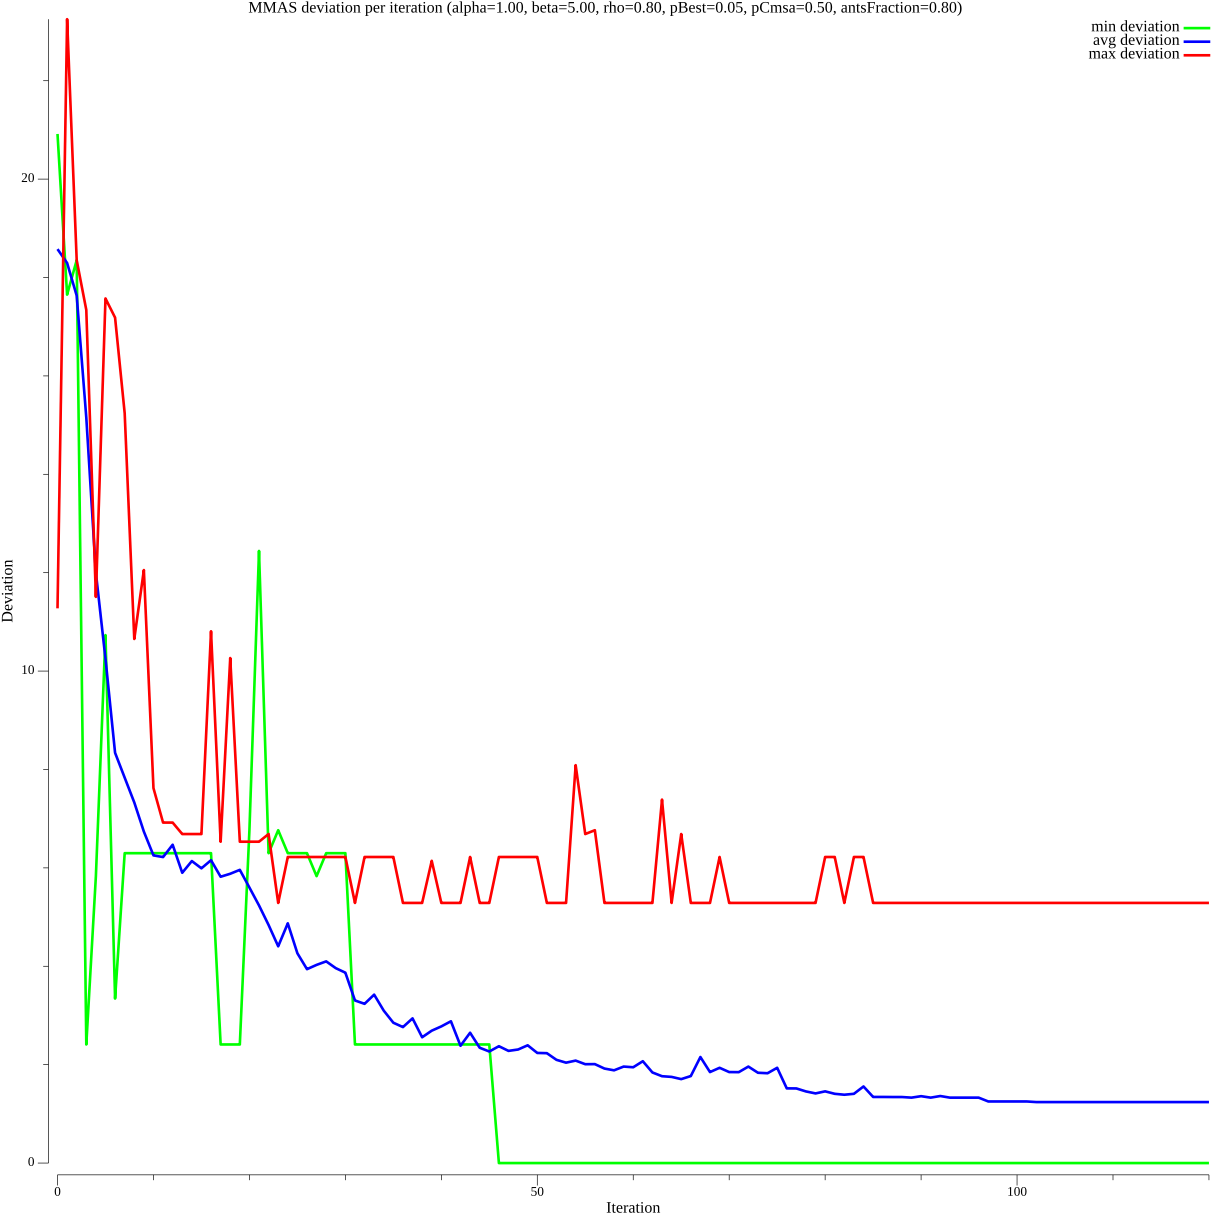 MMAS deviation per iteration (alpha=1.00, beta=5.00, rho=0.80, pBest=0.05, pCmsa=0.50, antsFraction=0.80)
min deviation
avg deviation
max deviation
20
10
0
Deviation
0
50
100
Iteration